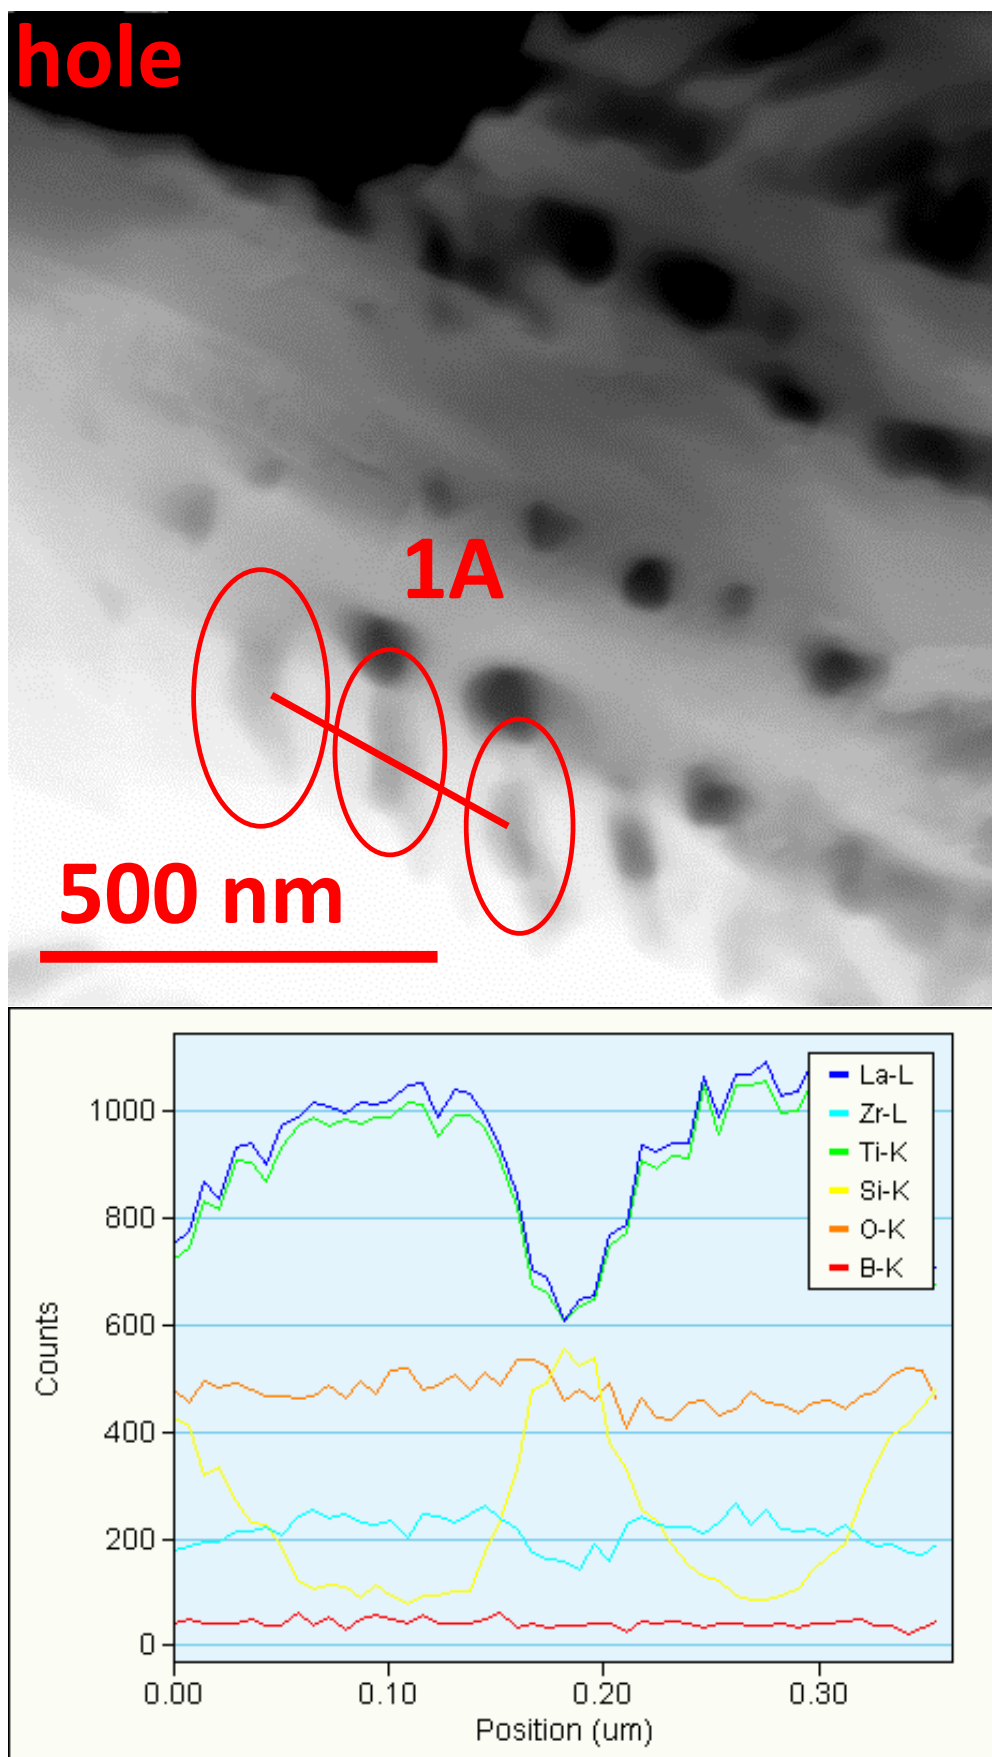 hole
1A
500 nm
La-L
Zr-L
Ti-K
Si-K
O-K
B-K
1000
800
600
400
200
0
Counts
0.00 0.10 0.20 0.30
Position (um)